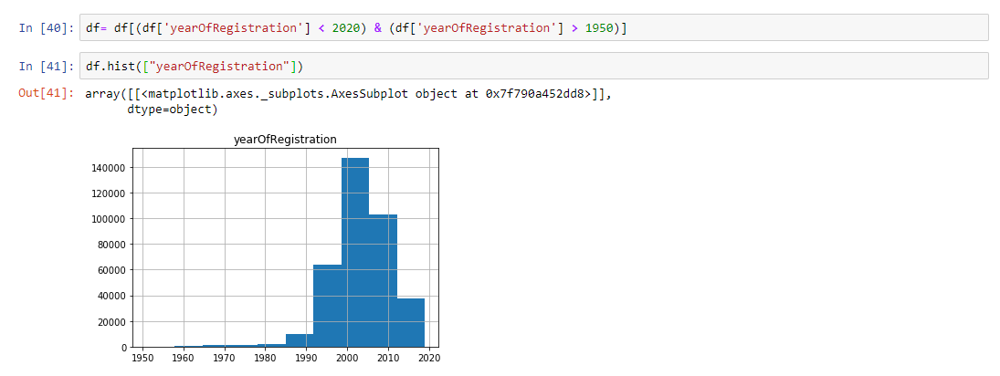 In [40]: df= df[(df['yearOfRegistration'] < 2020) & (df['yearOfRegistration'] > 1950)]
In [41]: df.hist(["yearOfRegistration"])
Out[41]: array([[<matplotlib.axes._subplots.AxesSubplot object at 0x7f790a452dd8>]],
dtype=object)
yearOfRegistration
140000
120000
100000
80000
60000
40000
20000
0
1950 1960 1970 1980 1990 2000 2010 2020